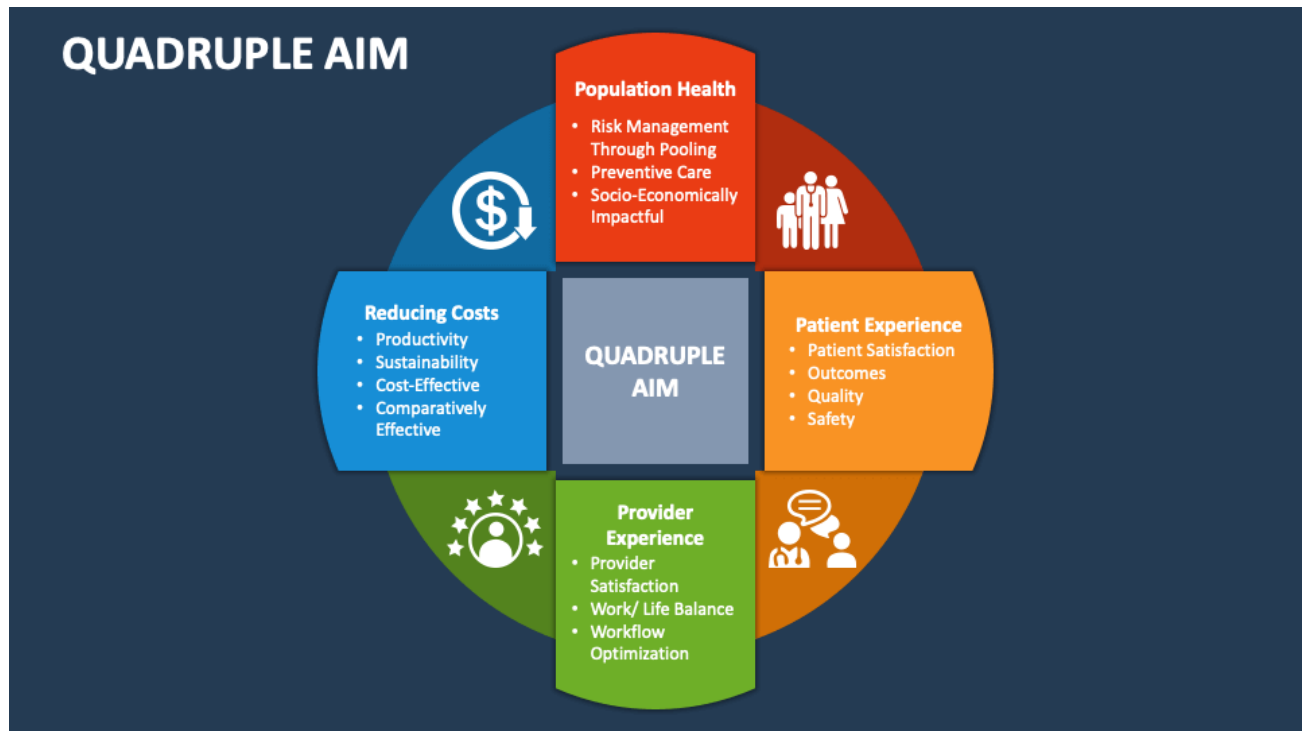 QUADRUPLE AIM
Population Health
• Risk Management
Through Pooling
• Preventive Care
• Socio-Economically
Impactful
$
Reducing Costs
• Productivity
• Sustainability
• Cost-Effective
• Comparatively
Effective
QUADRUPLE
AIM
Patient Experience
• Patient Satisfaction
• Outcomes
• Quality
• Safety
Provider
Experience
• Provider
Satisfaction
• Work/ Life Balance
• Workflow
Optimization